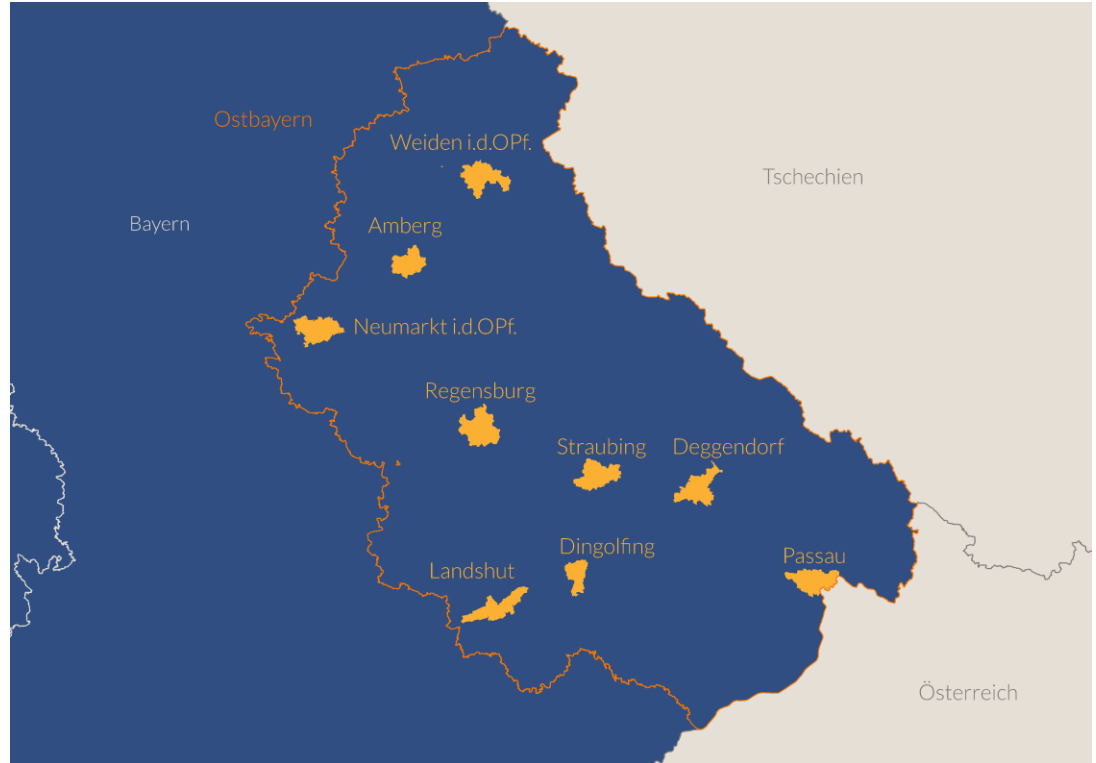 Ostbayern
Weiden i.d.OPf.
Tschechien
Bayern
Amberg
Neumarkt i.d.OPf.
Regensburg
Straubing
Deggendorf
Dingolfing
Passau
Landshut
Österreich